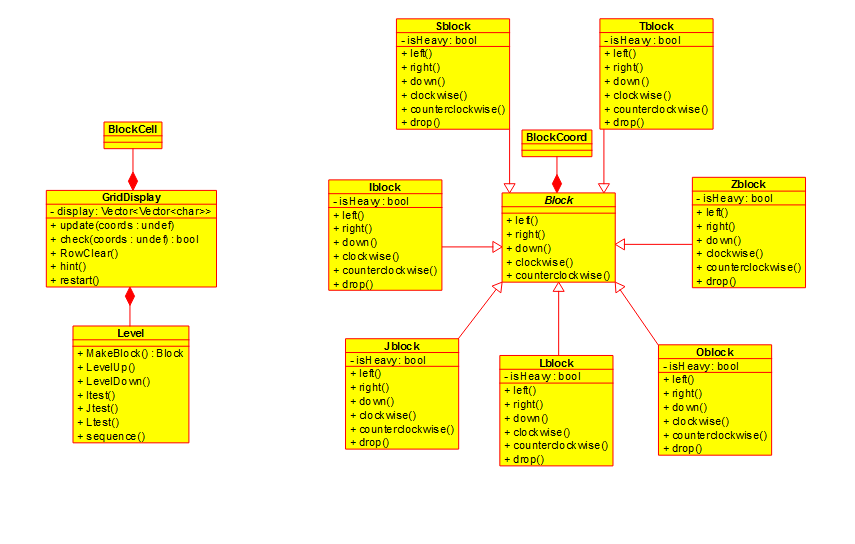 Sblock
- isHeavy : bool
+ left()
+ right()
+ down()
+ clockwise()
+ counterclockwise()
+ drop()
Tblock
- isHeavy : bool
+ left()
+ right()
+ down()
+ clockwise()
+ counterclockwise()
+ drop()
BlockCell
BlockCoord
GridDisplay
- display : Vector<Vector<char>>
+ update(coords : undef)
+ check(coords : undef) : bool
+ RowClear()
+ hint()
+ restart()
Iblock
- isHeavy : bool
+ left()
+ right()
+ down()
+ clockwise()
+ counterclockwise()
+ drop()
Block
+ left()
+ right()
+ down()
+ clockwise()
+ counterclockwise()
Zblock
- isHeavy : bool
+ left()
+ right()
+ down()
+ clockwise()
+ counterclockwise()
+ drop()
Level
+ MakeBlock() : Block
+ LevelUp()
+ LevelDown()
+ Itest()
+ Jtest()
+ Ltest()
+ sequence()
Jblock
- isHeavy : bool
+ left()
+ right()
+ down()
+ clockwise()
+ counterclockwise()
+ drop()
Lblock
- isHeavy : bool
+ left()
+ right()
+ down()
+ clockwise()
+ counterclockwise()
+ drop()
Oblock
- isHeavy : bool
+ left()
+ right()
+ down()
+ clockwise()
+ counterclockwise()
+ drop()